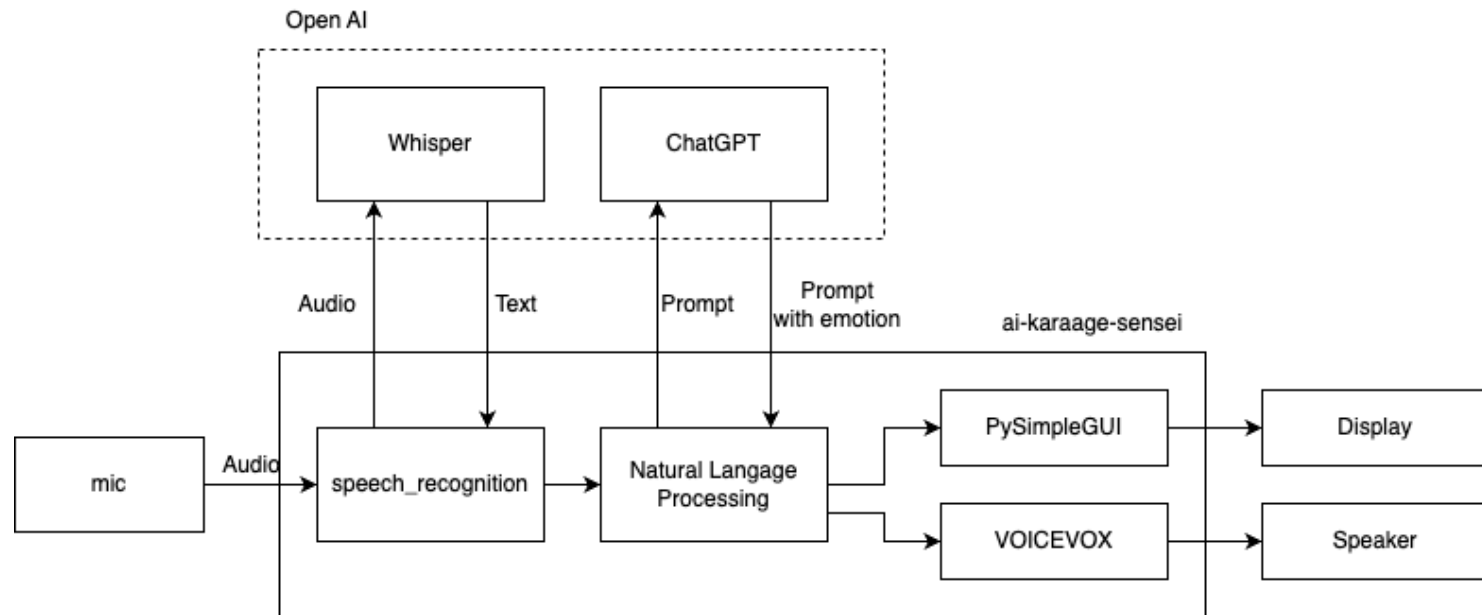 Open AI
Whisper
ChatGPT
Audio
Text
Prompt
Prompt
with emotion
ai-karaage-sensei
mic
Audio
speech_recognition
Natural Langage
Processing
PySimpleGUI
Display
VOICEVOX
Speaker